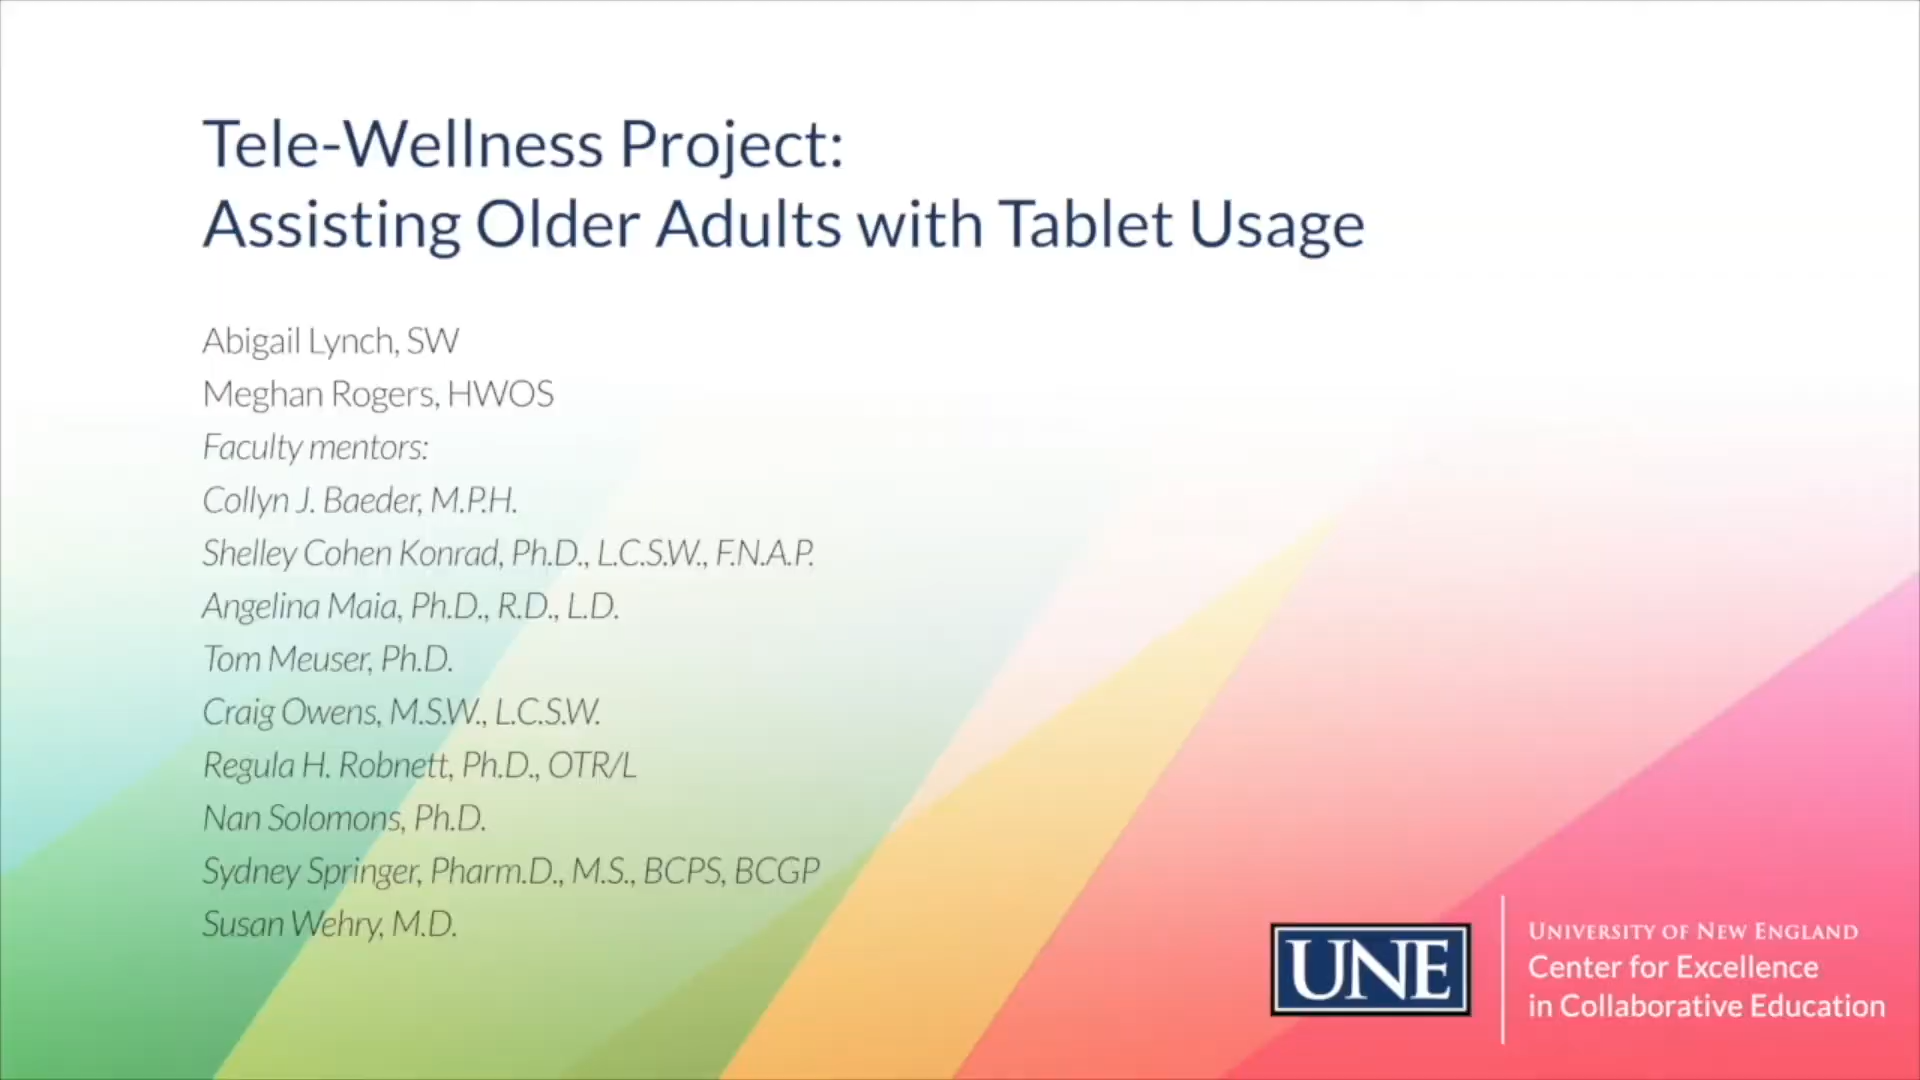 Tele-Wellness Project:
Assisting Older Adults with Tablet Usage
Abigail Lynch, SW
Meghan Rogers, HWOS
Faculty mentors:
Collyn J. Baeder, M.P.H.
Shelley Cohen Konrad, Ph.D., L.C.S.W., F.N.A.P.
Angelina Maia, Ph.D., R.D., L.D.
Tom Meuser, Ph.D.
Craig Owens, M.S.W., L.C.S.W.
Regula H. Robnett, Ph.D., OTR/L
Nan Solomons, Ph.D.
Sydney Springer, Pharm.D., M.S., BCPS, BCGP
Susan Wehry, M.D.
UNE
University of New England
Center for Excellence
in Collaborative Education